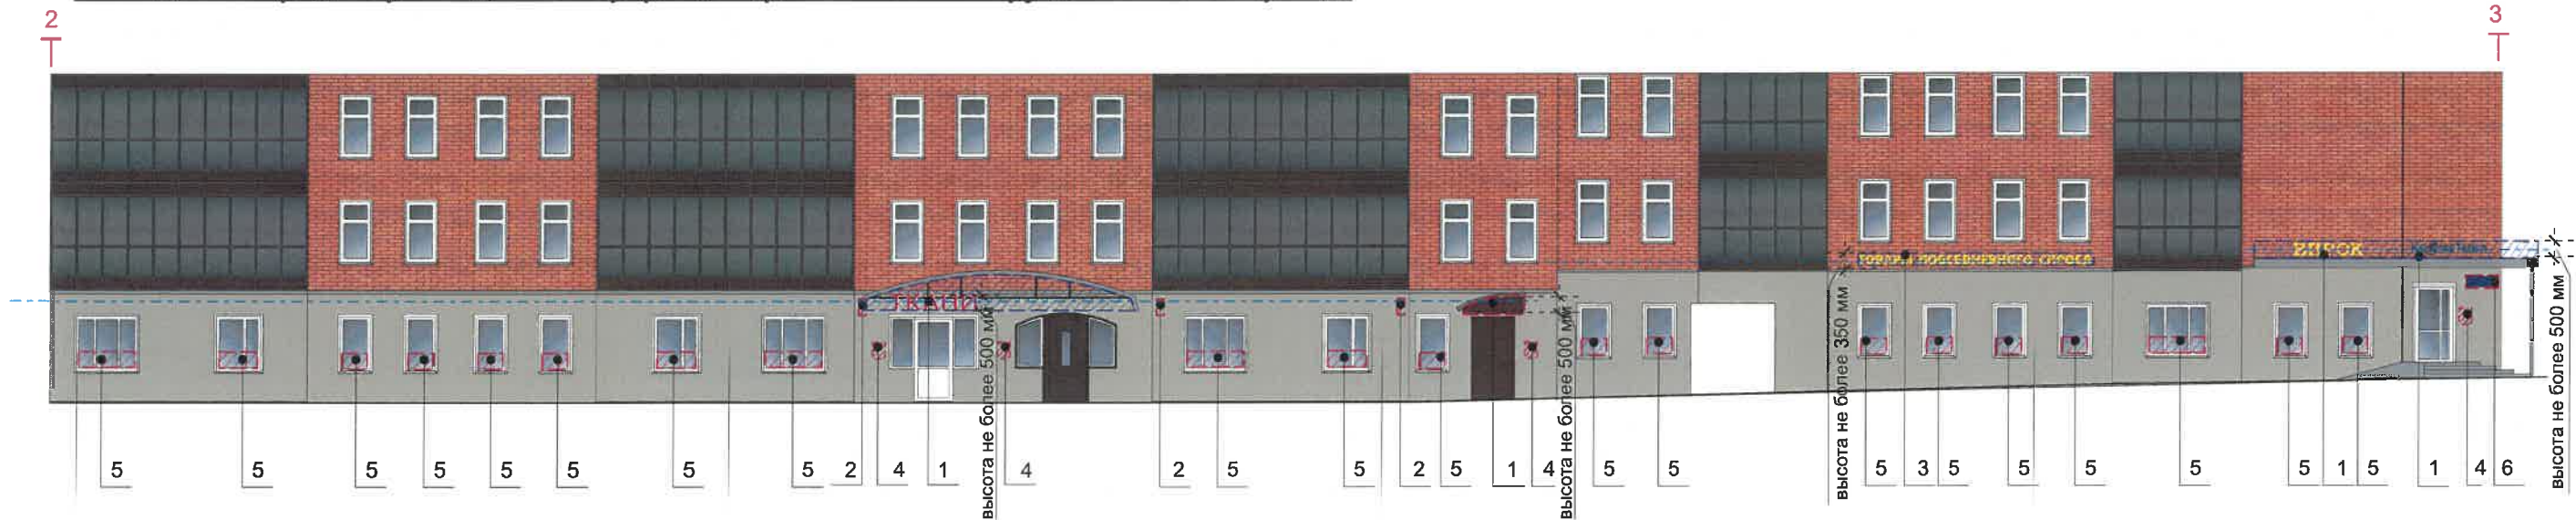 2
3
ТКАНИ
ТОВАРЫ ПОВСЕДНЕВНОГО СПРОСА
высота не более 500 мм
высота не более 500 мм
высота не более 350 мм
высота не более 500 мм
5 5 5 5 5 5 5 5 2 4 1 4 2 5 5 2 5 1 4 5 5 5 3 5 5 5 5 5 1 5 1 4 6